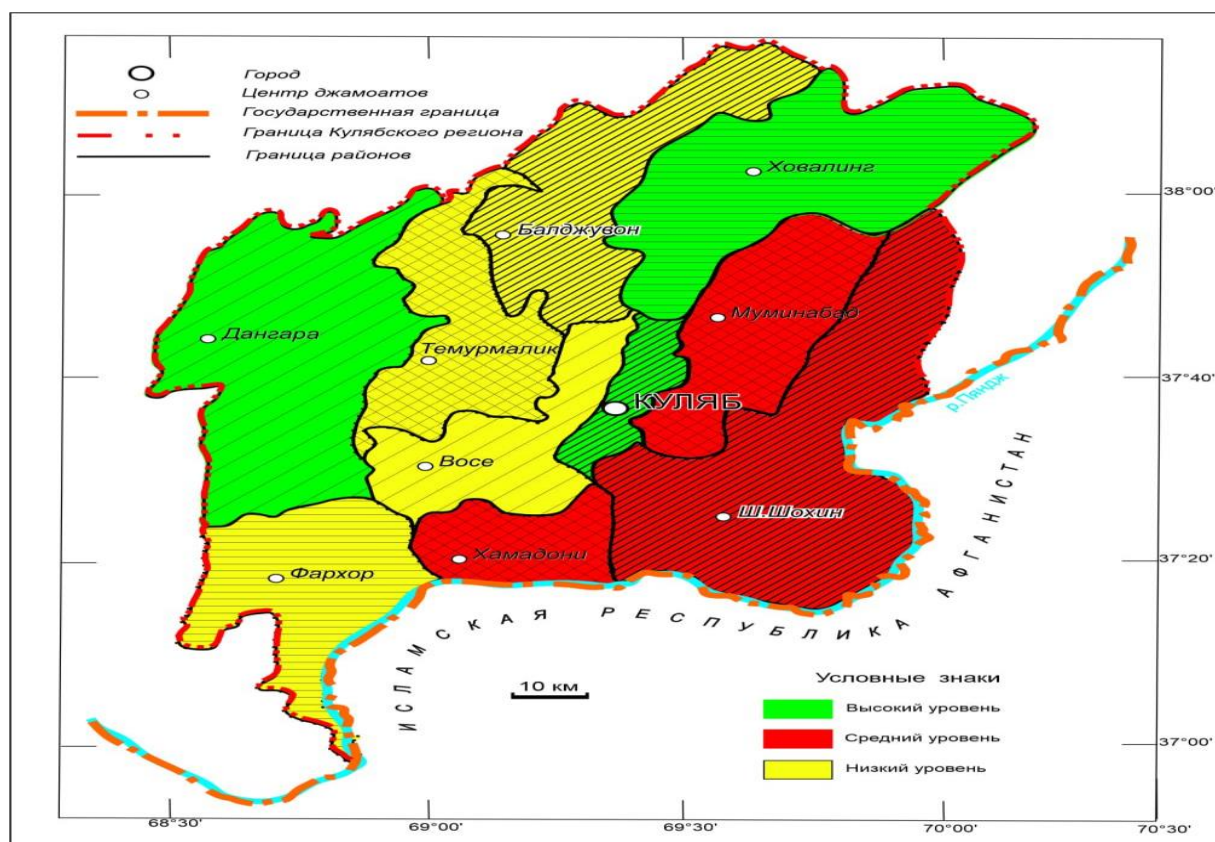 Город
Центр джамоатов
Государственная граница
Граница Кулябского региона
Граница районов
Ховалинг
38°00'
Балджувон
Муминабад
Дангара
Темурмалик
37°40'
КУЛЯБ
р.Пяндж
Восе
Ш.Шохин
Хамадони
37°20'
Фархор
ИСЛАМСКАЯ РЕСПУБЛИКА АФГАНИСТАН
10 км
Условные знаки
Высокий уровень
Средний уровень
37°00'
Низкий уровень
68°30' 69°00' 69°30' 70°00' 70°30'